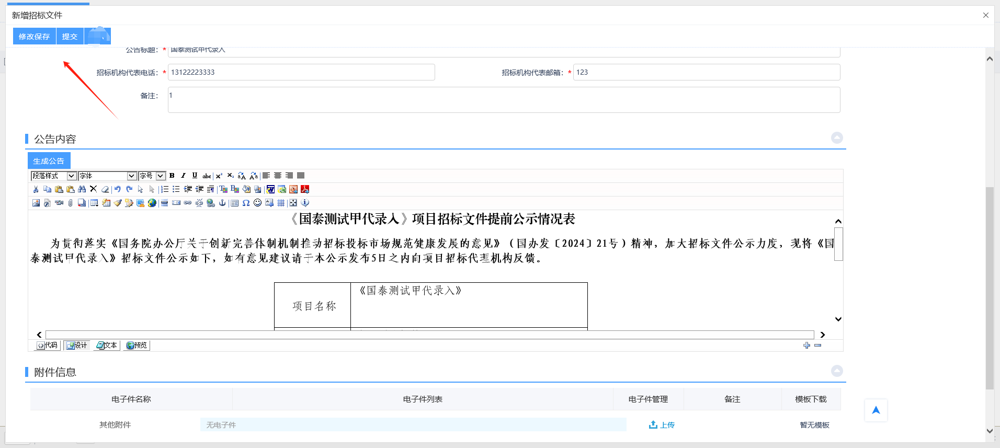 新增招标文件
修改保存 提交
公告标题：* 国泰测试甲代录入
招标机构代表电话：* 13122223333 招标机构代表邮箱：* 123
备注： 1
公告内容
生成公告
段落样式 字体 字号
《国泰测试甲代录入》项目招标文件提前公示情况表
为贯彻落实《国务院办公厅关于创新完善体制机制推动招标投标市场规范健康发展的意见》（国办发〔2024〕21号）精神，加大招标文件公示力度，现将《国
泰测试甲代录入》招标文件公示如下，如有意见建议请于本公示发布5日之内向项目招标代理机构反馈。
项目名称 《国泰测试甲代录入》
代码 设计 文本 预览
附件信息
电子件名称 电子件列表 电子件管理 备注 模板下载
其他附件 无电子件 上传 暂无模板